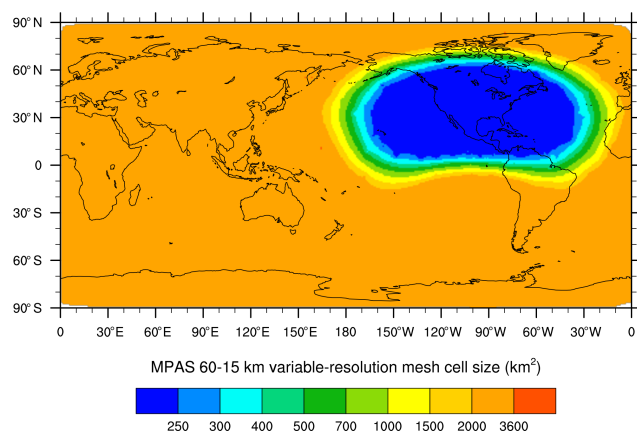 90° N
60° N
30° N
0
30° S
60° S
90° S
0 30° E 60° E 90° E 120° E 150° E 180 150° W 120° W 90° W 60° W 30° W 0
MPAS 60-15 km variable-resolution mesh cell size (km²)
250 300 400 500 700 1000 1500 2000 3600